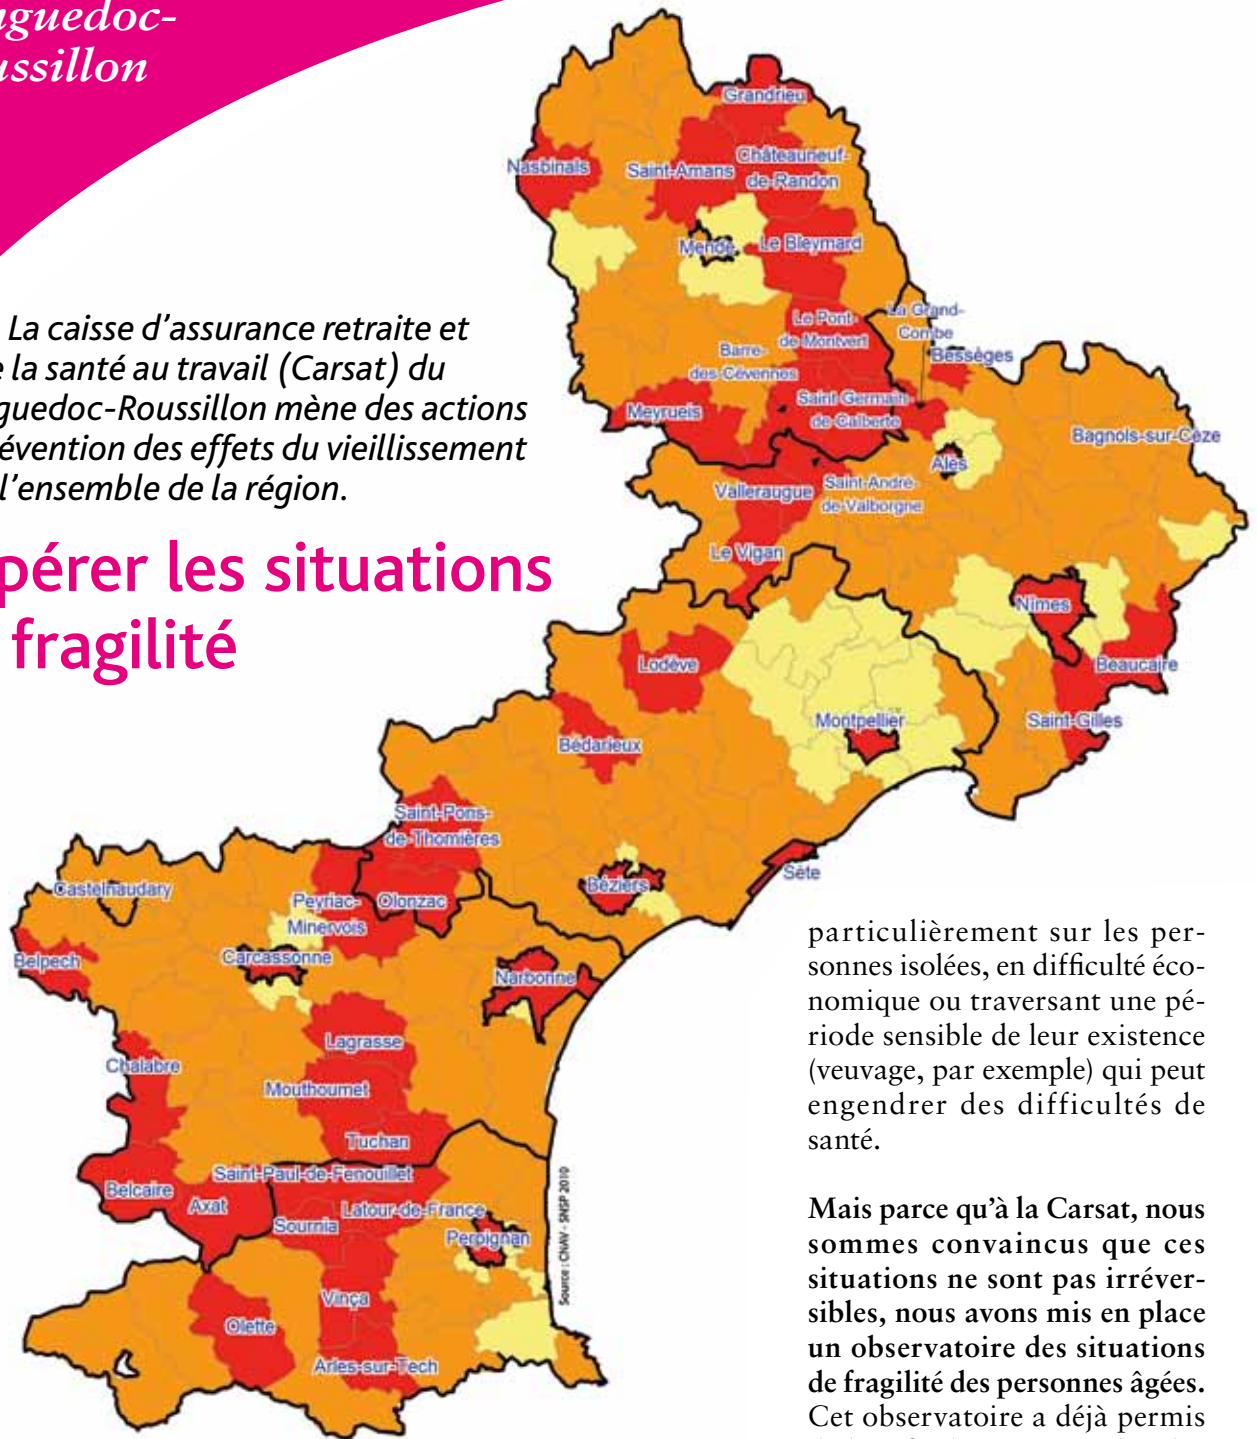 ussillon
La caisse d'assurance retraite et
la santé au travail (Carsat) du
guedoc-Roussillon mène des actions
évention des effets du vieillissement
l'ensemble de la région.
pérer les situations
fragilité
Grandrieu
Nasbinals
Saint-Amans
Châteauneuf-
de-Randon
Mende
Le Bleymard
Le Pont-
de Montvert
La Grand-
Combe
Barre-
des-Cévennes
Bessèges
Meyrueis
Saint Germain-
de-Calberte
Bagnols-sur-Cèze
Alès
Valleraugue
Saint-André-
de-Valborgne
Le Vigan
Nîmes
Lodève
Beaucaire
Montpellier
Saint-Gilles
Bédarieux
Saint-Pons-
de-Thomières
Sète
Castelnaudary
Béziers
Peyriac-
Minervois
Olonzac
Belpech
Carcassonne
Narbonne
Lagrasse
Chalabre
Mouthoumet
Tuchan
Saint-Paul-de-Fenouillet
Belcaire
Axat
Latour-de-France
Sournia
Perpignan
Vinça
Olette
Arles-sur-Tech
Source : CNAV - SNSP 2010
particulièrement sur les per-
sonnes isolées, en difficulté éco-
nomique ou traversant une pé-
riode sensible de leur existence
(veuvage, par exemple) qui peut
engendrer des difficultés de
santé.
Mais parce qu'à la Carsat, nous
sommes convaincus que ces
situations ne sont pas irréver-
sibles, nous avons mis en place
un observatoire des situations
de fragilité des personnes âgées.
Cet observatoire a déjà permis